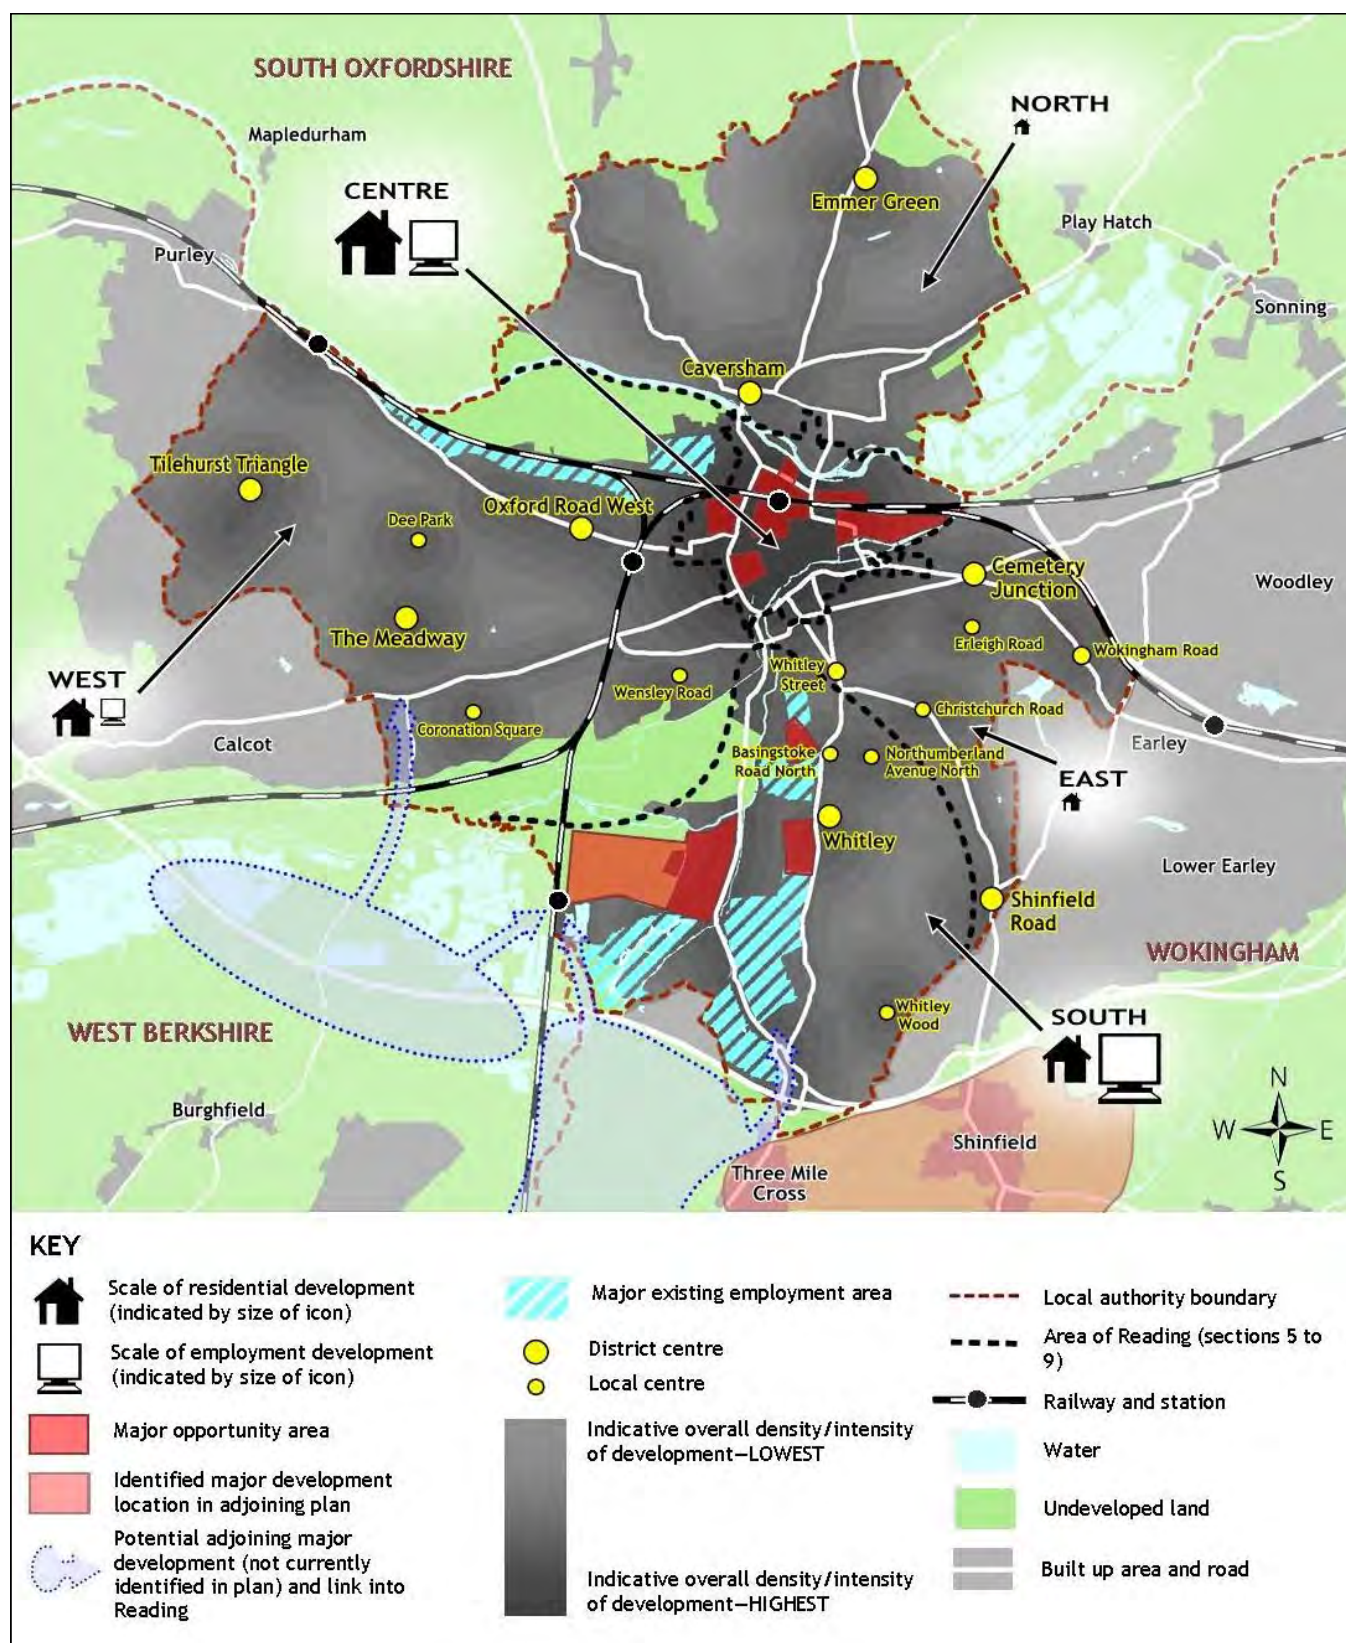 SOUTH OXFORDSHIRE
NORTH
Mapledurham
CENTRE
Emmer Green
Play Hatch
Purley
Sonning
Caversham
Tilehurst Triangle
Oxford Road West
Dee Park
Cemetery
Junction
Woodley
The Meadway
Erleigh Road
Wokingham Road
WEST
Wensley Road
Whitley
Street
Christchurch Road
Coronation Square
Calcot
Basingstoke
Road North
Northumberland
Avenue North
Earley
EAST
Whitley
Lower Earley
Shinfield
Road
WOKINGHAM
Whitley
Wood
SOUTH
WEST BERKSHIRE
Burghfield
Shinfield
Three Mile
Cross
N
W
E
S
KEY
Scale of residential development
(indicated by size of icon)
Scale of employment development
(indicated by size of icon)
Major opportunity area
Identified major development
location in adjoining plan
Potential adjoining major
development (not currently
identified in plan) and link into
Reading
Major existing employment area
District centre
Local centre
Indicative overall density/intensity
of development—LOWEST
Indicative overall density/intensity
of development—HIGHEST
Local authority boundary
Area of Reading (sections 5 to
9)
Railway and station
Water
Undeveloped land
Built up area and road